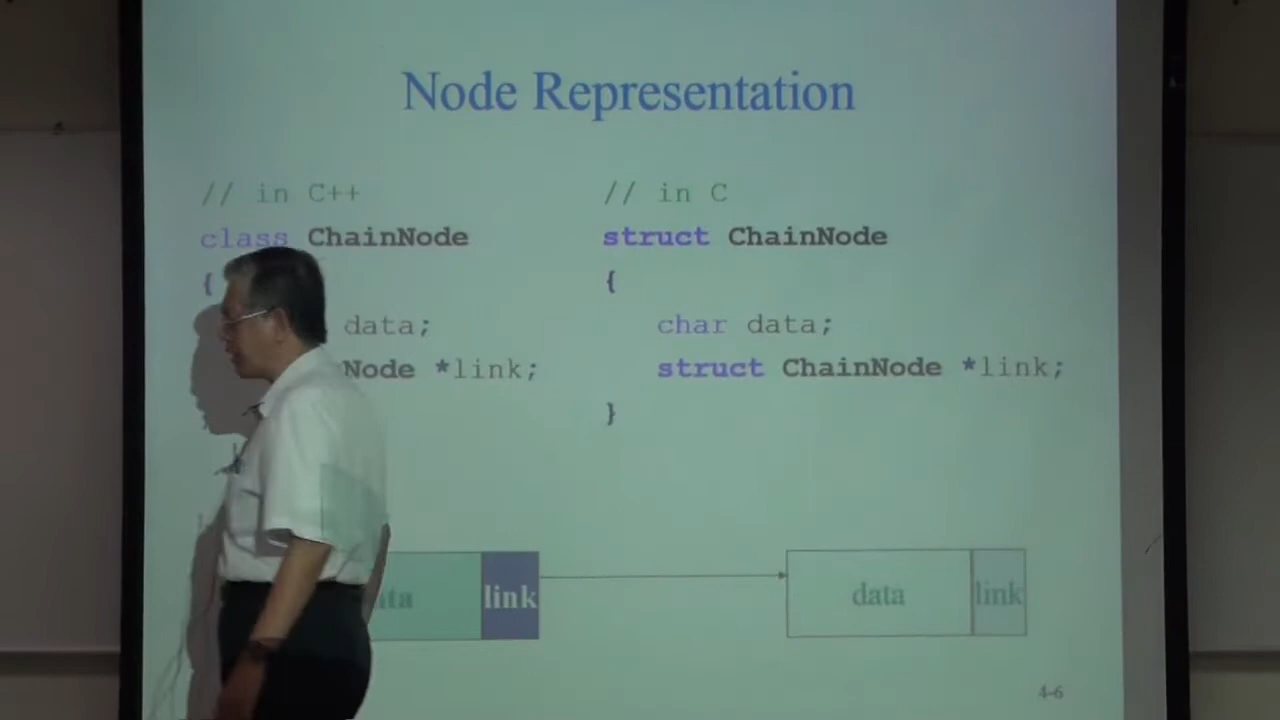 Node Representation
// in C++
class ChainNode
{
data;
Node *link;
// in C
struct ChainNode
{
char data;
struct ChainNode *link;
}
link
data link
4-6